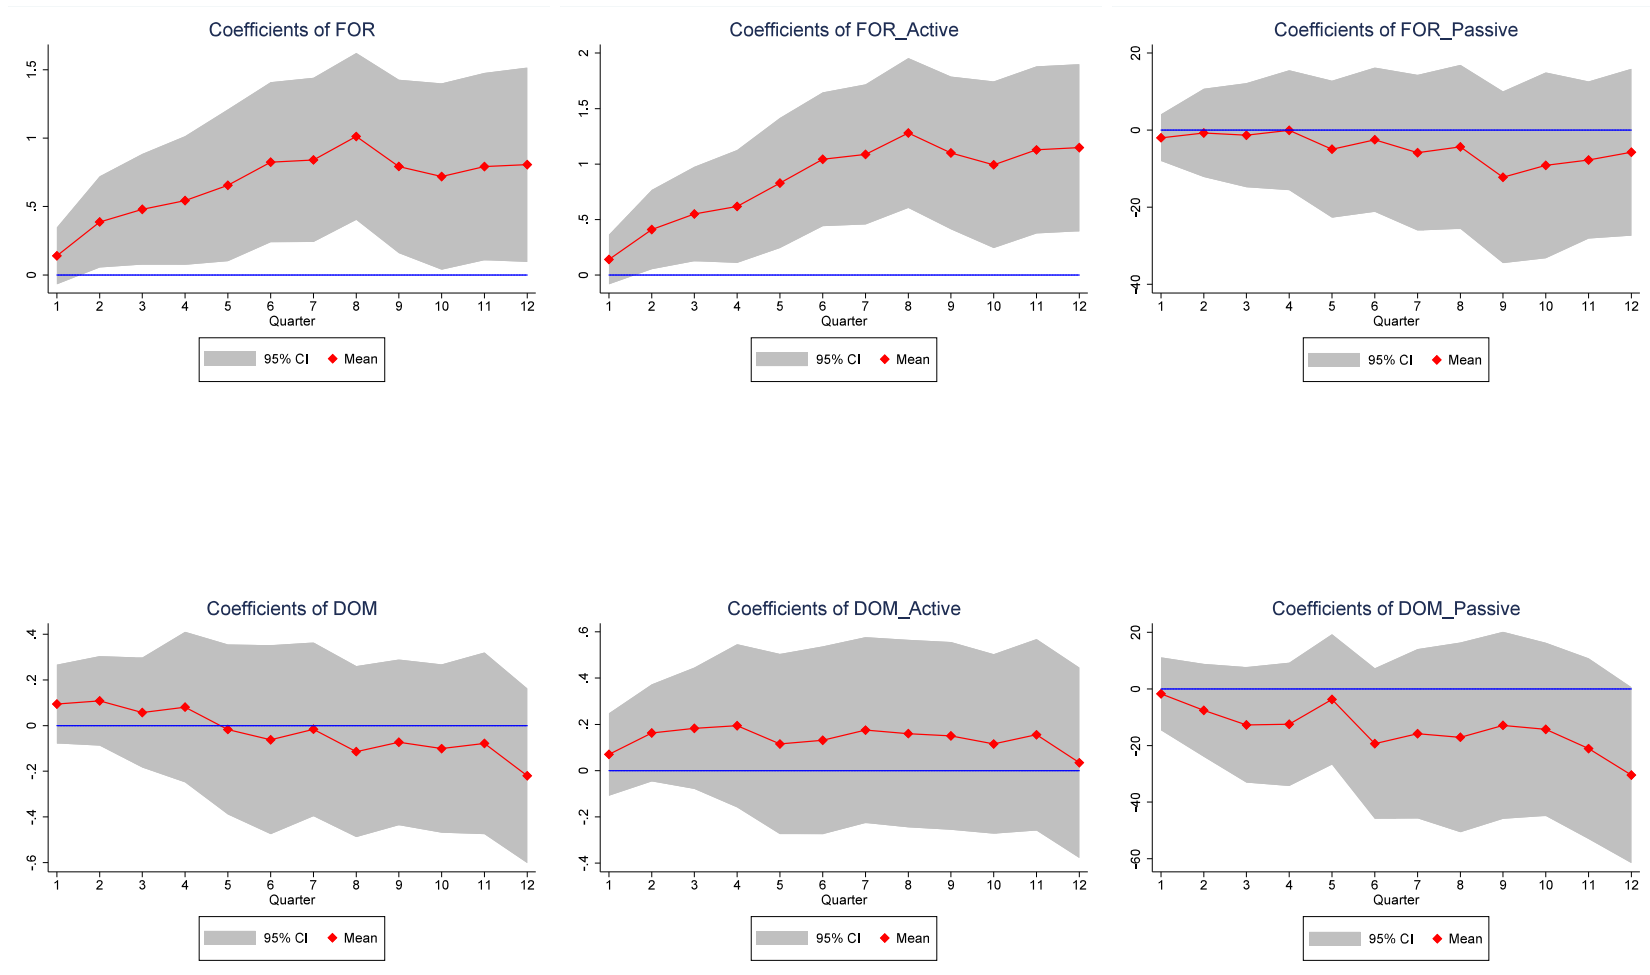 Coefficients of FOR
1.5
1
.5
0
1 2 3 4 5 6 7 8 9 10 11 12
Quarter
95% CI Mean
Coefficients of FOR_Active
2
1.5
1
.5
0
1 2 3 4 5 6 7 8 9 10 11 12
Quarter
95% CI Mean
Coefficients of FOR_Passive
20
0
-20
-40
1 2 3 4 5 6 7 8 9 10 11 12
Quarter
95% CI Mean
Coefficients of DOM
.4
.2
0
-.2
-.4
-.6
1 2 3 4 5 6 7 8 9 10 11 12
Quarter
95% CI Mean
Coefficients of DOM_Active
.6
.4
.2
0
-.2
-.4
1 2 3 4 5 6 7 8 9 10 11 12
Quarter
95% CI Mean
Coefficients of DOM_Passive
20
0
-20
-40
-60
1 2 3 4 5 6 7 8 9 10 11 12
Quarter
95% CI Mean